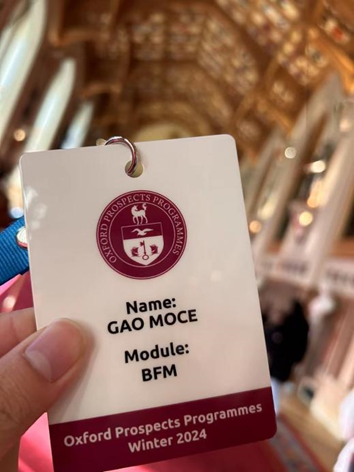 OXFORD PROSPECTS PROGRAMMES
Name:
GAO MOCE
Module:
BFM
Oxford Prospects Programmes
Winter 2024